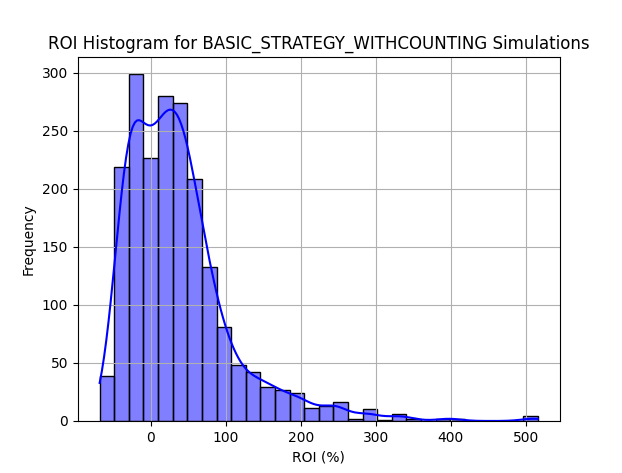 ROI Histogram for BASIC_STRATEGY_WITHCOUNTING Simulations
300
250
200
150
100
50
0
Frequency
0 100 200 300 400 500
ROI (%)